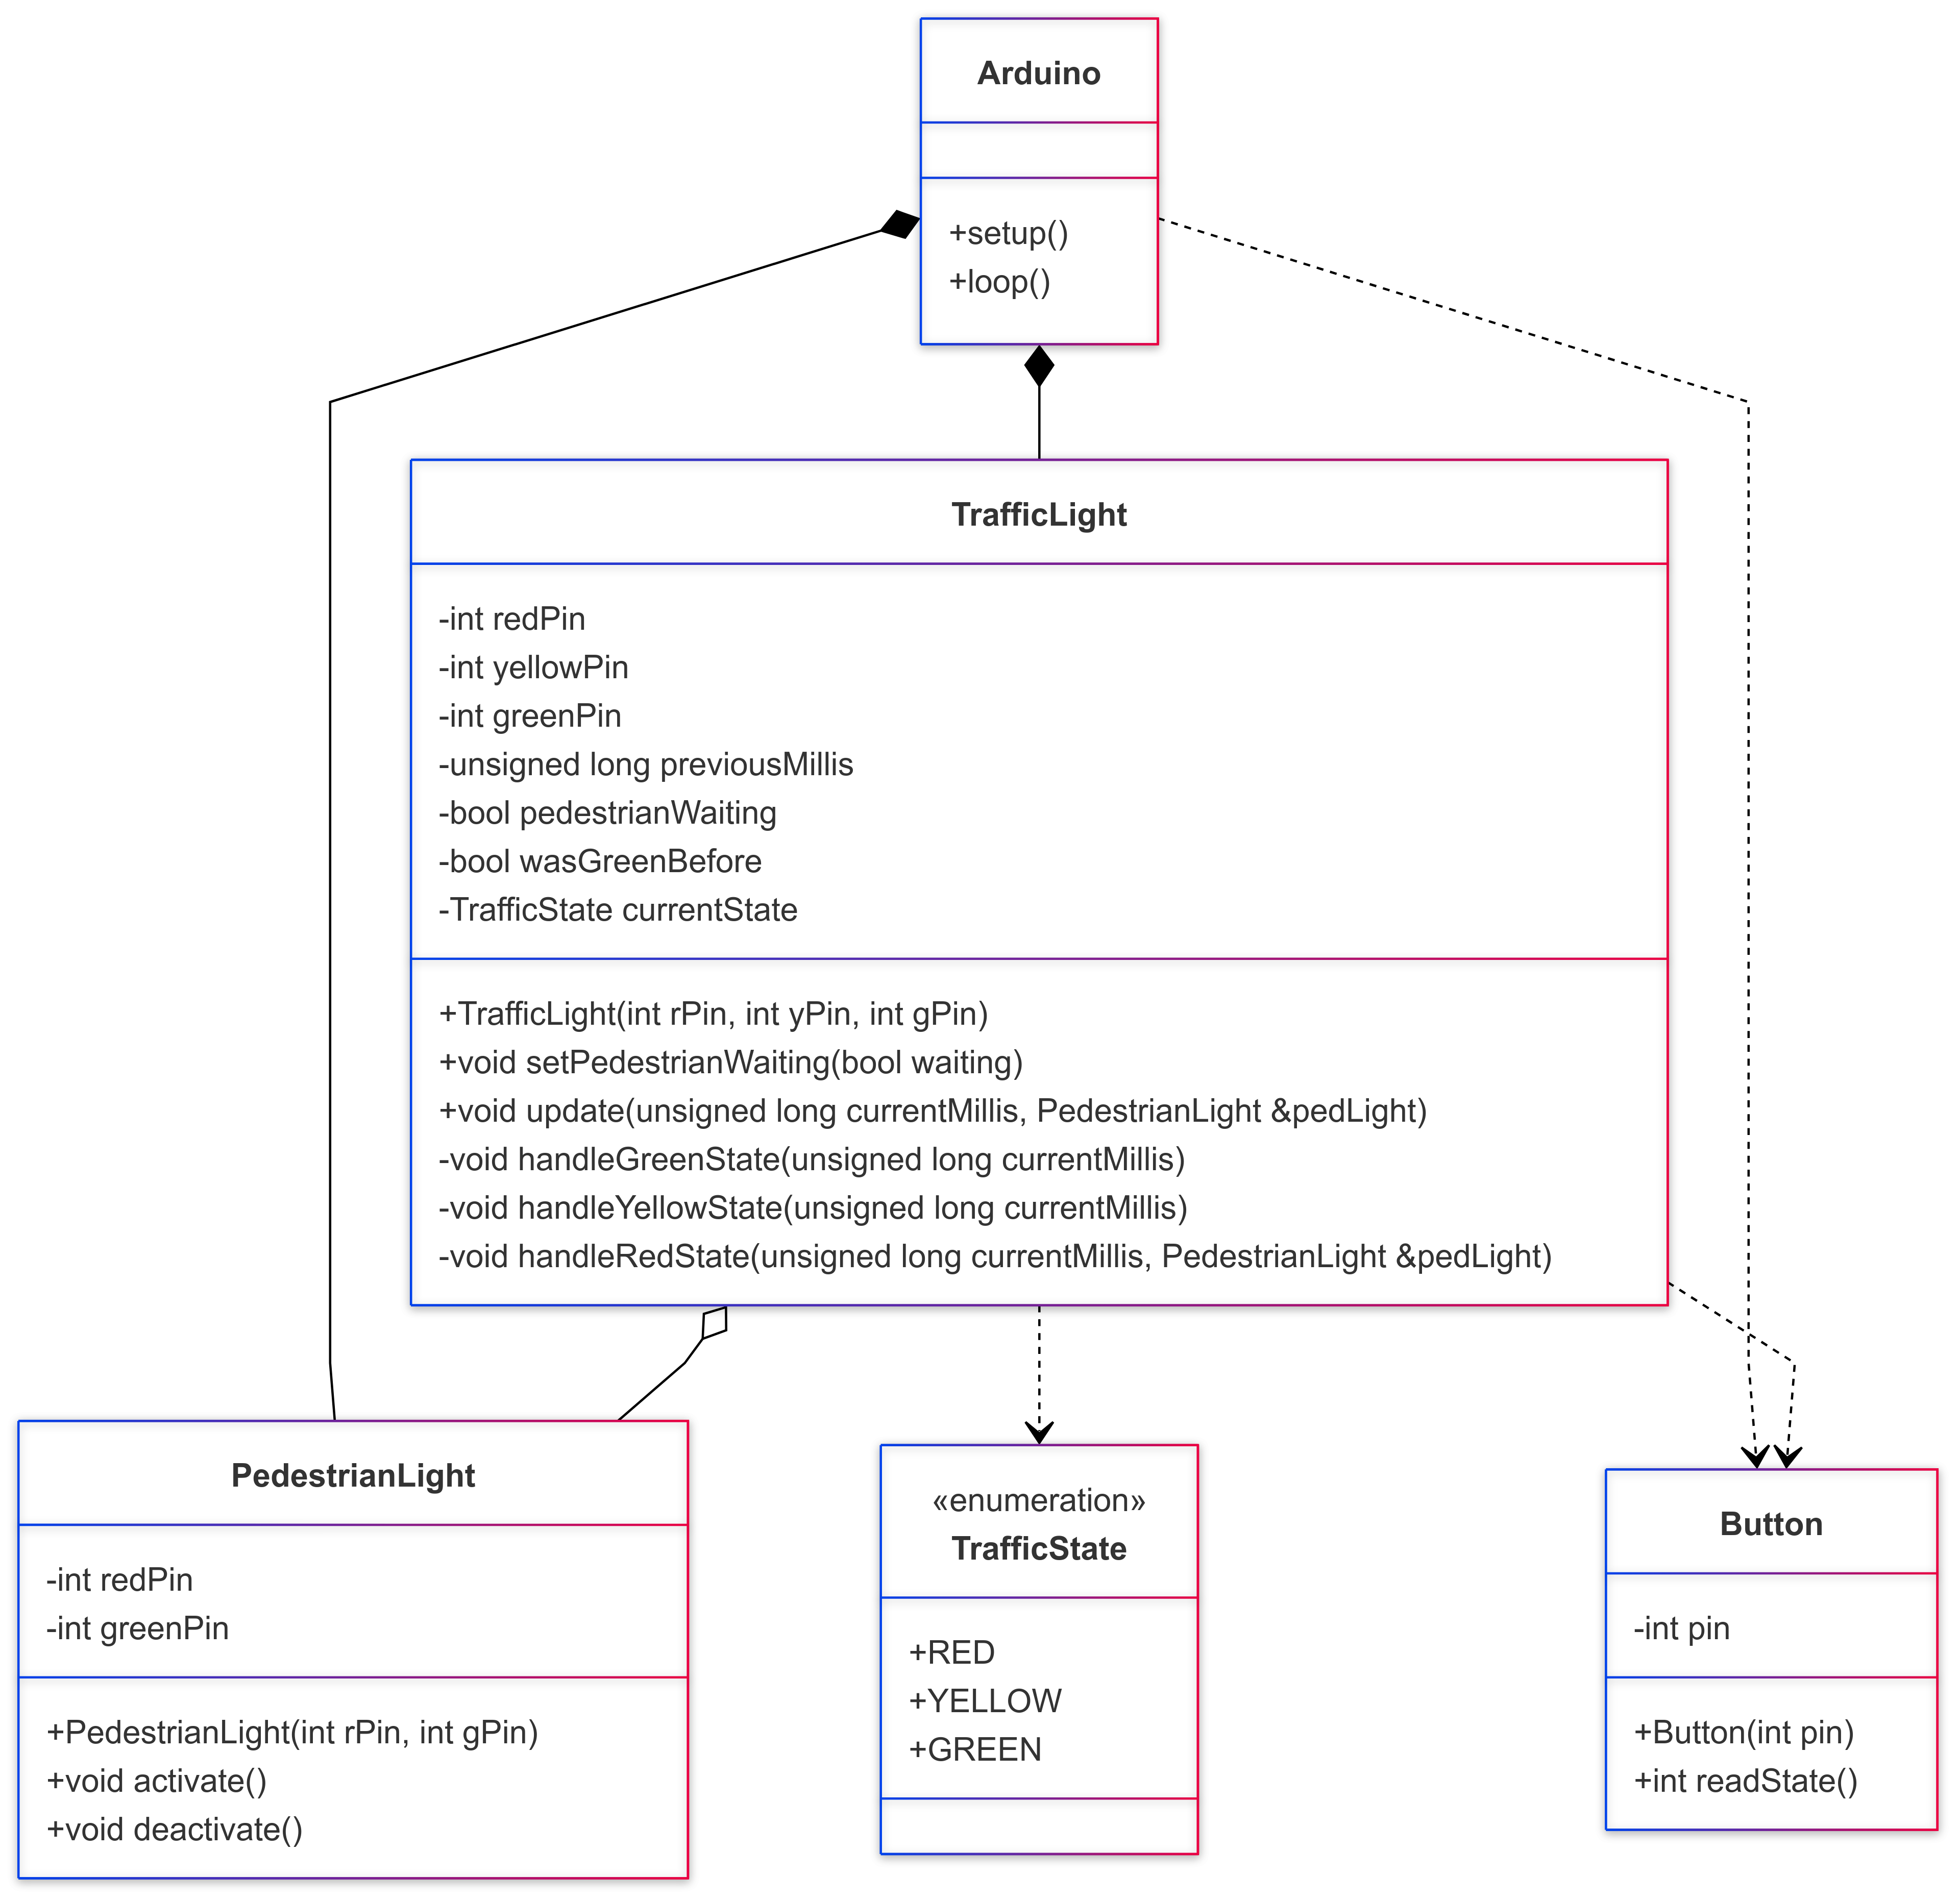 Arduino
+setup()
+loop()
TrafficLight
-int redPin
-int yellowPin
-int greenPin
-unsigned long previousMillis
-bool pedestrianWaiting
-bool wasGreenBefore
-TrafficState currentState
+TrafficLight(int rPin, int yPin, int gPin)
+void setPedestrianWaiting(bool waiting)
+void update(unsigned long currentMillis, PedestrianLight &pedLight)
-void handleGreenState(unsigned long currentMillis)
-void handleYellowState(unsigned long currentMillis)
-void handleRedState(unsigned long currentMillis, PedestrianLight &pedLight)
PedestrianLight
-int redPin
-int greenPin
+PedestrianLight(int rPin, int gPin)
+void activate()
+void deactivate()
«enumeration»
TrafficState
+RED
+YELLOW
+GREEN
Button
-int pin
+Button(int pin)
+int readState()